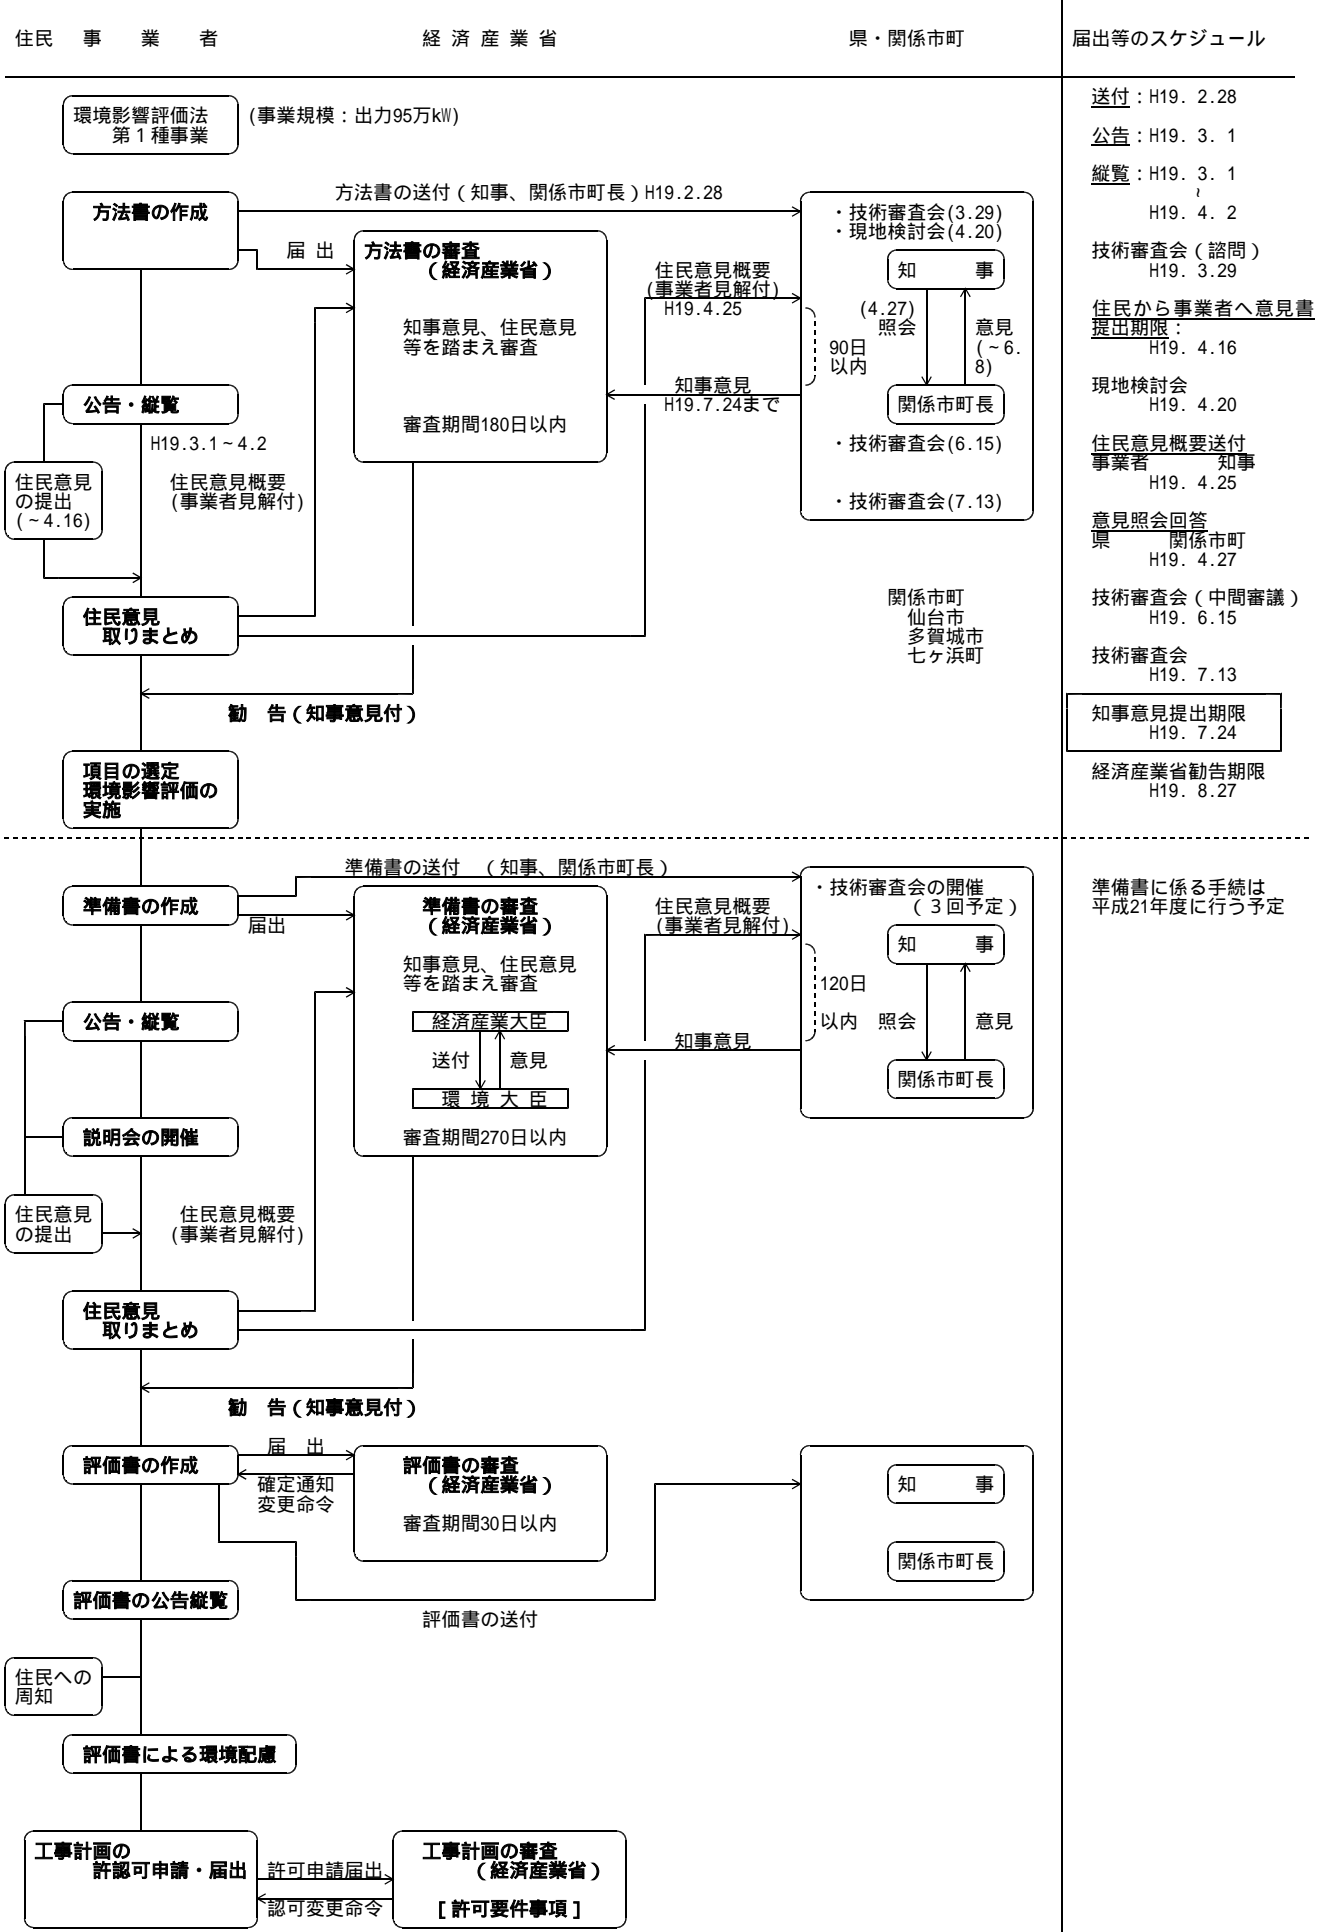 住民 事 業 者 経 済 産 業 省 県・関係市町 届出等のスケジュール
環境影響評価法
第１種事業
(事業規模：出力95万kW)
方法書の作成
方法書の送付（知事、関係市町長）H19.2.28
届 出
方法書の審査
（経済産業省）
知事意見、住民意見
等を踏まえ審査
審査期間180日以内
住民意見概要
(事業者見解付)
H19.4.25
知事意見
H19.7.24まで
・技術審査会(3.29)
・現地検討会(4.20)
知 事
(4.27)
照会
意見
(～6.
8)
90日
以内
関係市町長
・技術審査会(6.15)
・技術審査会(7.13)
公告・縦覧
H19.3.1～4.2
住民意見
の提出
(～4.16)
住民意見概要
(事業者見解付)
住民意見
取りまとめ
関係市町
仙台市
多賀城市
七ヶ浜町
勧 告（知事意見付）
項目の選定
環境影響評価の
実施
送付：H19. 2.28
公告：H19. 3. 1
縦覧：H19. 3. 1
～
H19. 4. 2
技術審査会（諮問）
H19. 3.29
住民から事業者へ意見書
提出期限：
H19. 4.16
現地検討会
H19. 4.20
住民意見概要送付
事業者 知事
H19. 4.25
意見照会回答
県 関係市町
H19. 4.27
技術審査会（中間審議）
H19. 6.15
技術審査会
H19. 7.13
知事意見提出期限
H19. 7.24
経済産業省勧告期限
H19. 8.27
準備書の作成
準備書の送付 （知事、関係市町長）
届出
準備書の審査
（経済産業省）
知事意見、住民意見
等を踏まえ審査
経済産業大臣
送付 意見
環 境 大 臣
審査期間270日以内
住民意見概要
(事業者見解付)
知事意見
・技術審査会の開催
（３回予定）
知 事
120日
以内 照会 意見
関係市町長
準備書に係る手続は
平成21年度に行う予定
公告・縦覧
説明会の開催
住民意見
の提出
住民意見概要
(事業者見解付)
住民意見
取りまとめ
勧 告（知事意見付）
評価書の作成
届 出
確定通知
変更命令
評価書の審査
（経済産業省）
審査期間30日以内
知 事
関係市町長
評価書の公告縦覧
評価書の送付
住民への
周知
評価書による環境配慮
工事計画の
許認可申請・届出
許可申請届出
認可変更命令
工事計画の審査
（経済産業省）
[許可要件事項]